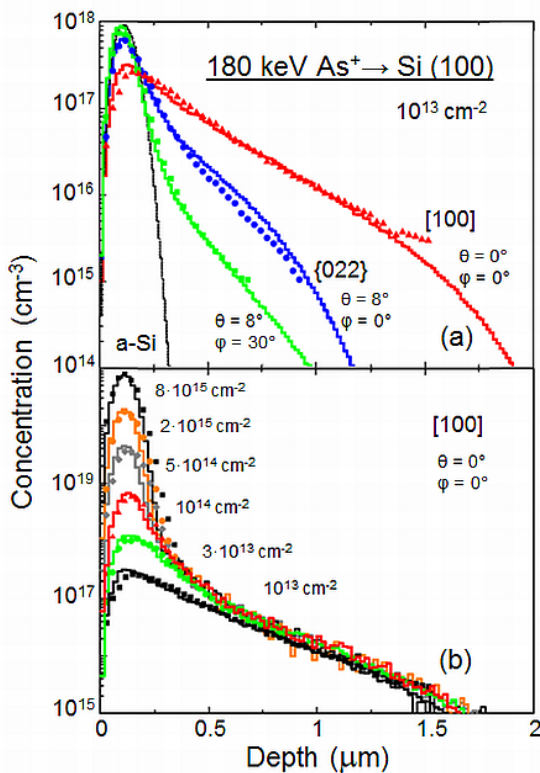 10¹⁸
180 keV As⁺→ Si (100)
10¹⁷
10¹³ cm⁻²
10¹⁶
[100]
10¹⁵
{022}
θ = 0°
φ = 0°
θ = 8°
φ = 0°
θ = 8°
φ = 30°
a-Si
(a)
10¹⁴
Concentration (cm⁻³)
8·10¹⁵ cm⁻²
[100]
2·10¹⁵ cm⁻²
θ = 0°
φ = 0°
5·10¹⁴ cm⁻²
10¹⁹
10¹⁴ cm⁻²
3·10¹³ cm⁻²
10¹⁷
10¹³ cm⁻²
(b)
10¹⁵
0 0.5 1 1.5 2
Depth (μm)